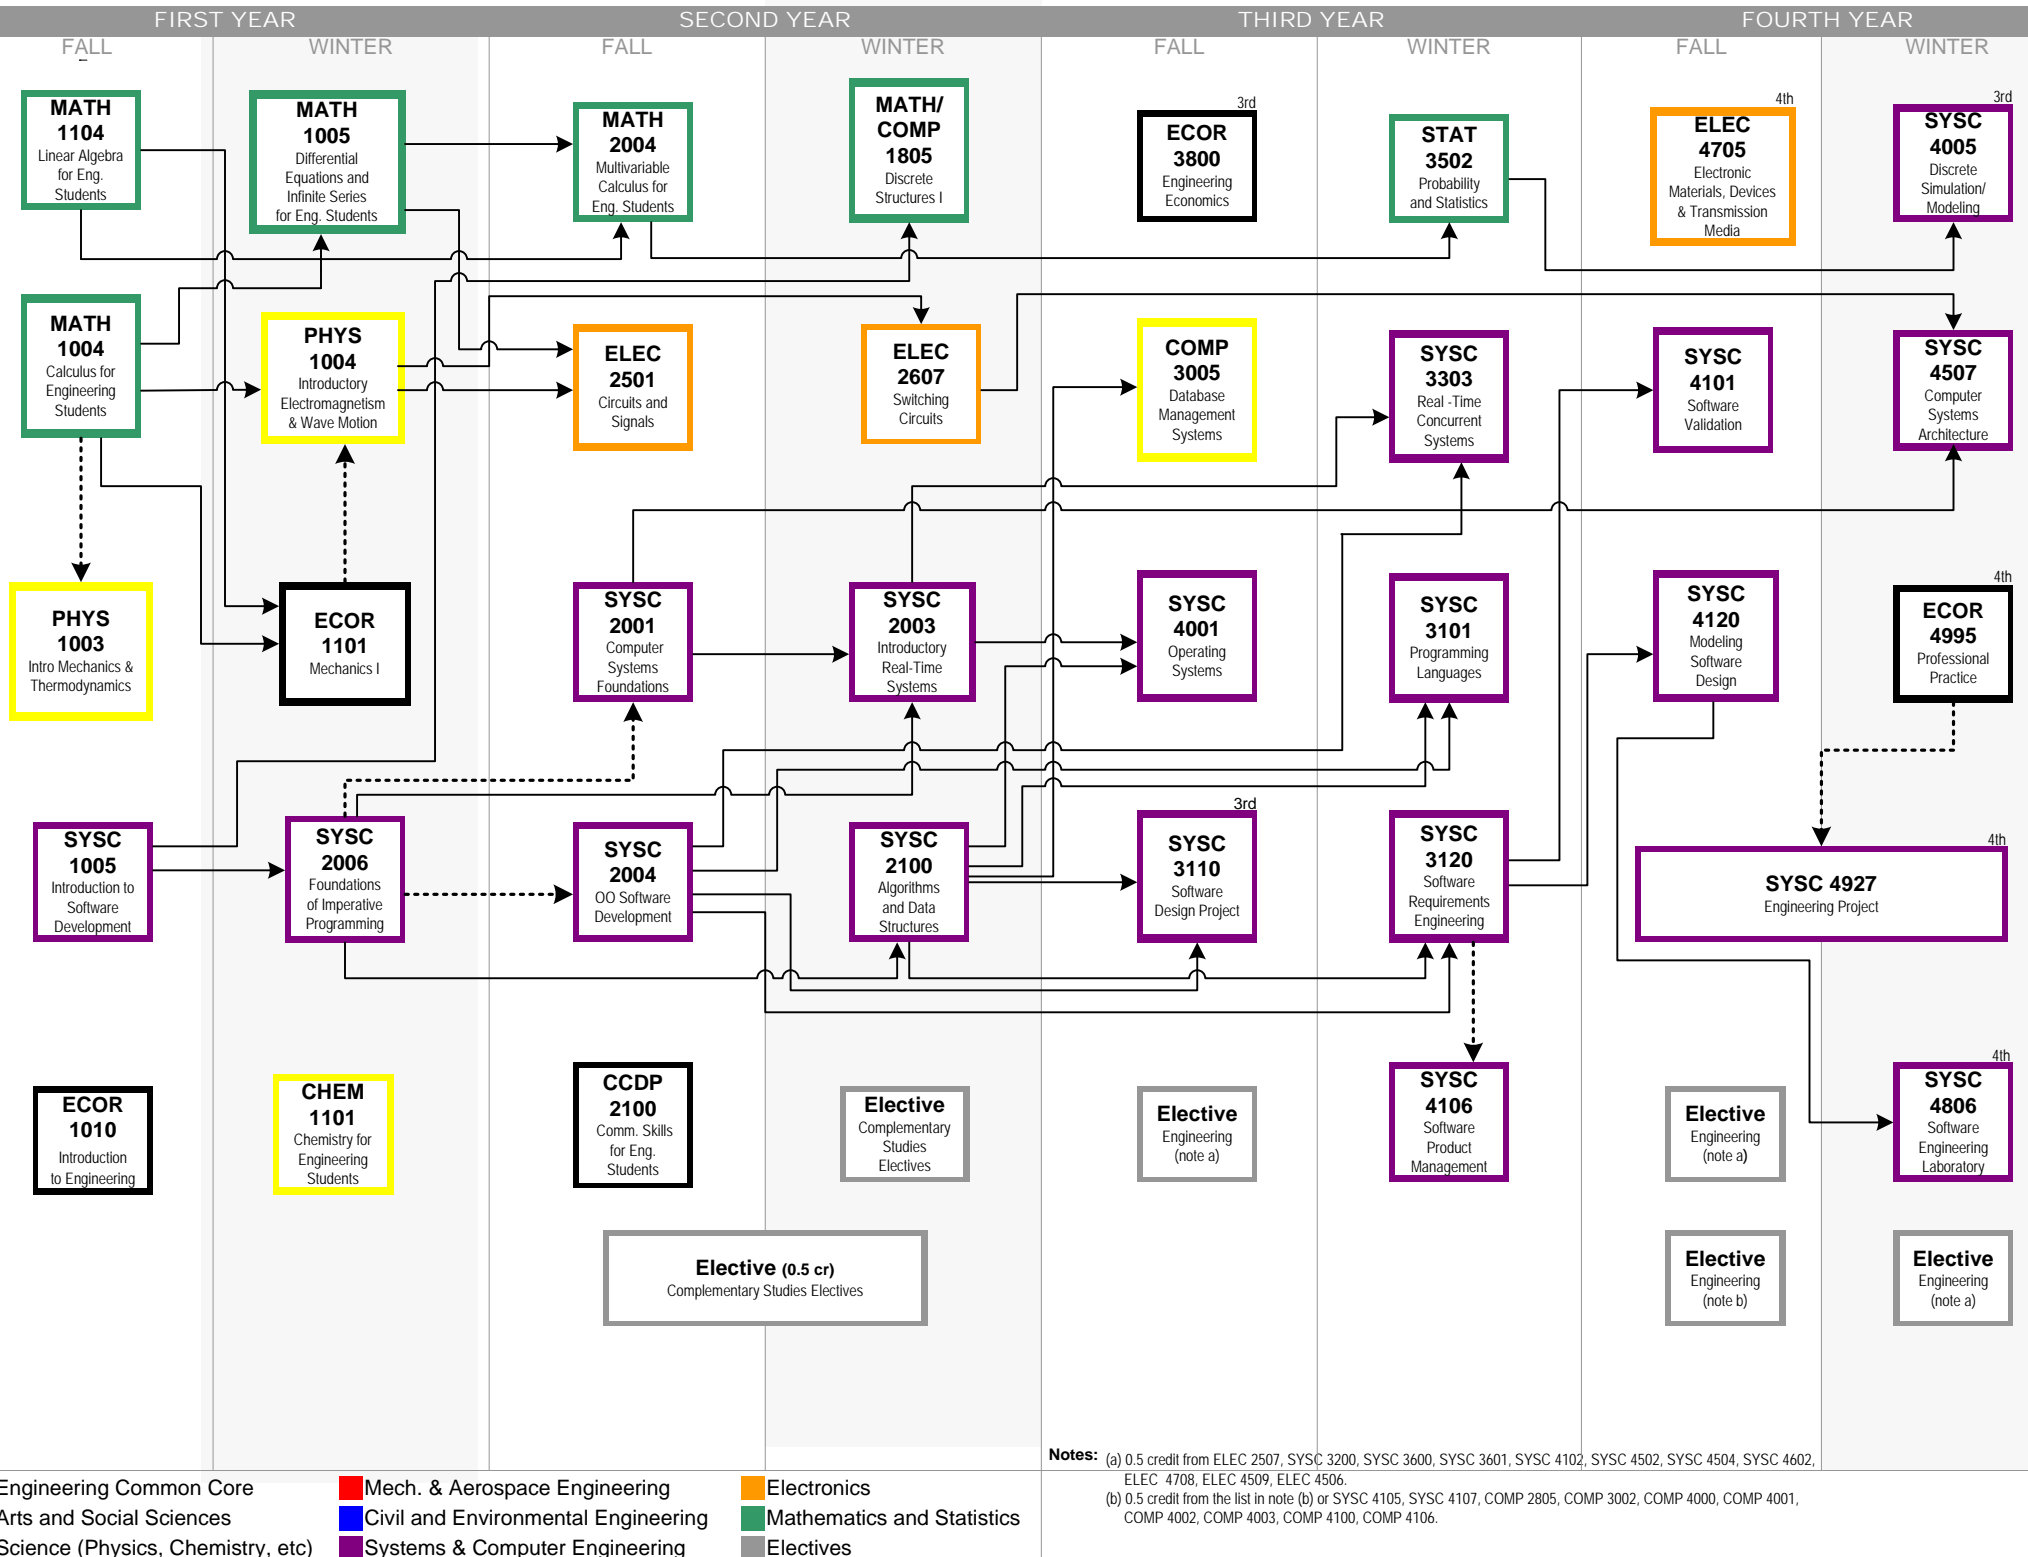 FIRST YEAR
SECOND YEAR
THIRD YEAR
FOURTH YEAR
FALL
WINTER
FALL
WINTER
FALL
WINTER
FALL
WINTER
MATH
1104
Linear Algebra
for Eng.
Students
MATH
1005
Differential
Equations and
Infinite Series
for Eng. Students
MATH
2004
Multivariable
Calculus for
Eng. Students
MATH/
COMP
1805
Discrete
Structures I
3rd
ECOR
3800
Engineering
Economics
STAT
3502
Probability
and Statistics
4th
ELEC
4705
Electronic
Materials, Devices
& Transmission
Media
3rd
SYSC
4005
Discrete
Simulation/
Modeling
MATH
1004
Calculus for
Engineering
Students
PHYS
1004
Introductory
Electromagnetism
& Wave Motion
ELEC
2501
Circuits and
Signals
ELEC
2607
Switching
Circuits
COMP
3005
Database
Management
Systems
SYSC
3303
Real -Time
Concurrent
Systems
SYSC
4101
Software
Validation
SYSC
4507
Computer
Systems
Architecture
PHYS
1003
Intro Mechanics &
Thermodynamics
ECOR
1101
Mechanics I
SYSC
2001
Computer
Systems
Foundations
SYSC
2003
Introductory
Real-Time
Systems
SYSC
4001
Operating
Systems
SYSC
3101
Programming
Languages
SYSC
4120
Modeling
Software
Design
4th
ECOR
4995
Professional
Practice
SYSC
1005
Introduction to
Software
Development
SYSC
2006
Foundations
of Imperative
Programming
SYSC
2004
OO Software
Development
SYSC
2100
Algorithms
and Data
Structures
3rd
SYSC
3110
Software
Design Project
SYSC
3120
Software
Requirements
Engineering
4th
SYSC 4927
Engineering Project
ECOR
1010
Introduction
to Engineering
CHEM
1101
Chemistry for
Engineering
Students
CCDP
2100
Comm. Skills
for Eng.
Students
Elective
Complementary
Studies
Electives
Elective
Engineering
(note a)
SYSC
4106
Software
Product
Management
Elective
Engineering
(note a)
4th
SYSC
4806
Software
Engineering
Laboratory
Elective (0.5 cr)
Complementary Studies Electives
Elective
Engineering
(note b)
Elective
Engineering
(note a)
Notes: (a) 0.5 credit from ELEC 2507, SYSC 3200, SYSC 3600, SYSC 3601, SYSC 4102, SYSC 4502, SYSC 4504, SYSC 4602,
ELEC 4708, ELEC 4509, ELEC 4506.
(b) 0.5 credit from the list in note (b) or SYSC 4105, SYSC 4107, COMP 2805, COMP 3002, COMP 4000, COMP 4001,
COMP 4002, COMP 4003, COMP 4100, COMP 4106.
Engineering Common Core
Mech. & Aerospace Engineering
Electronics
Arts and Social Sciences
Civil and Environmental Engineering
Mathematics and Statistics
Science (Physics, Chemistry, etc)
Systems & Computer Engineering
Electives